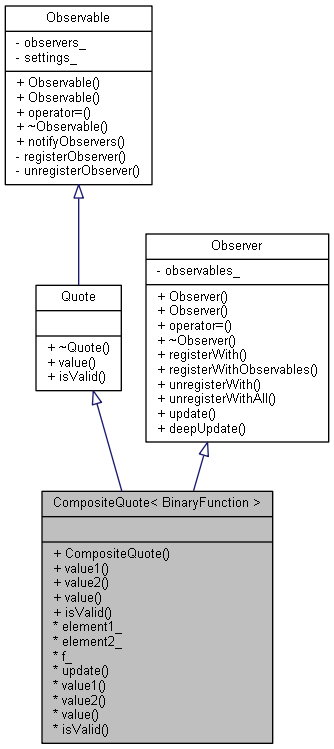 Observable
- observers_
- settings_
+ Observable()
+ Observable()
+ operator=()
+ ~Observable()
+ notifyObservers()
- registerObserver()
- unregisterObserver()
Observer
- observables_
+ Observer()
+ Observer()
+ operator=()
+ ~Observer()
+ registerWith()
+ registerWithObservables()
+ unregisterWith()
+ unregisterWithAll()
+ update()
+ deepUpdate()
Quote
+ ~Quote()
+ value()
+ isValid()
CompositeQuote< BinaryFunction >
+ CompositeQuote()
+ value1()
+ value2()
+ value()
+ isValid()
* element1_
* element2_
* f_
* update()
* value1()
* value2()
* value()
* isValid()